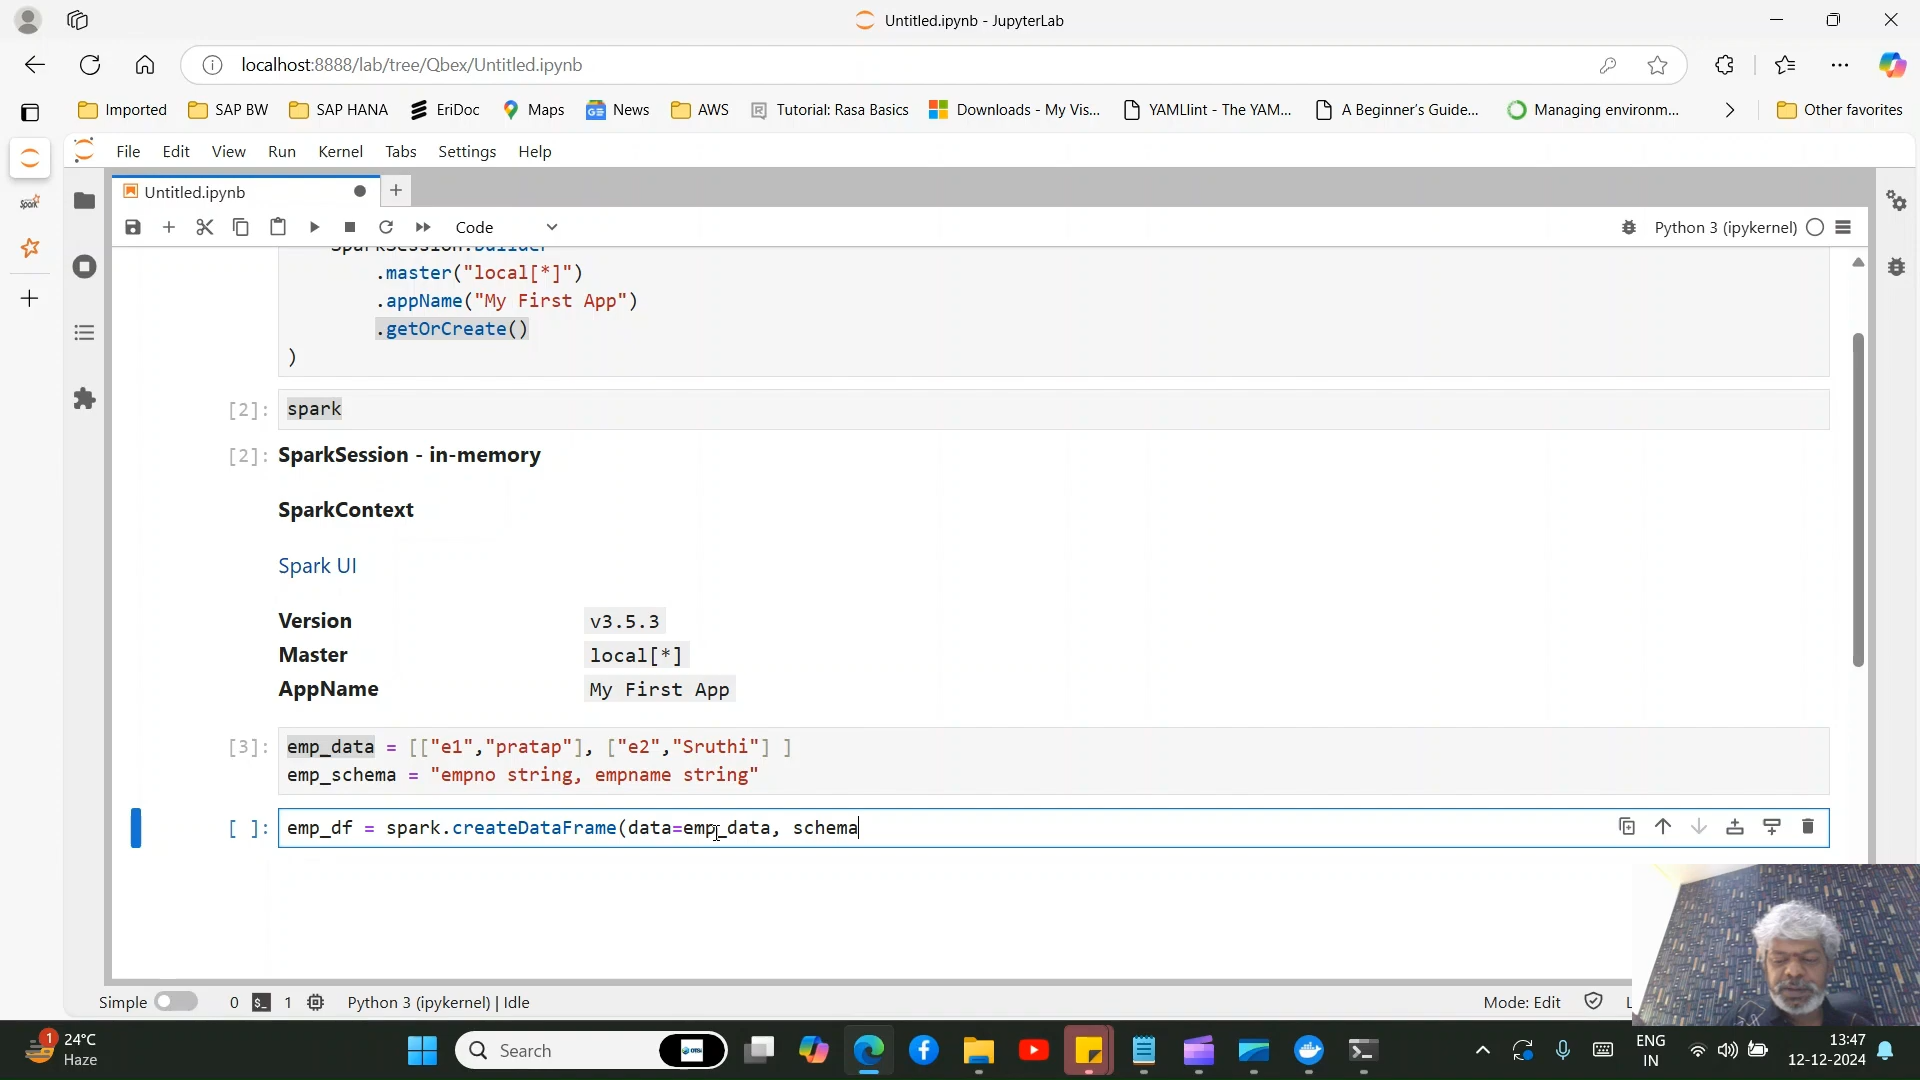 Untitled.ipynb - JupyterLab
localhost:8888/lab/tree/Qbex/Untitled.ipynb
Imported SAP BW SAP HANA EriDoc Maps News AWS Tutorial: Rasa Basics Downloads - My Vis... YAMLlint - The YAM... A Beginner's Guide... Managing environm... Other favorites
File Edit View Run Kernel Tabs Settings Help
Spark
Untitled.ipynb
Code
Python 3 (ipykernel)
SparkSession.builder
.master("local[*]")
.appName("My First App")
.getOrCreate()
)
[2]: spark
[2]: SparkSession - in-memory
SparkContext
Spark UI
Version v3.5.3
Master local[*]
AppName My First App
[3]: emp_data = [["e1","pratap"], ["e2","Sruthi"] ]
emp_schema = "empno string, empname string"
[ ]: emp_df = spark.createDataFrame(data=emp_data, schema
Simple 0 1 Python 3 (ipykernel) | Idle
Mode: Edit L
1 24°C
Haze
Search
ENG
IN
13:47
12-12-2024